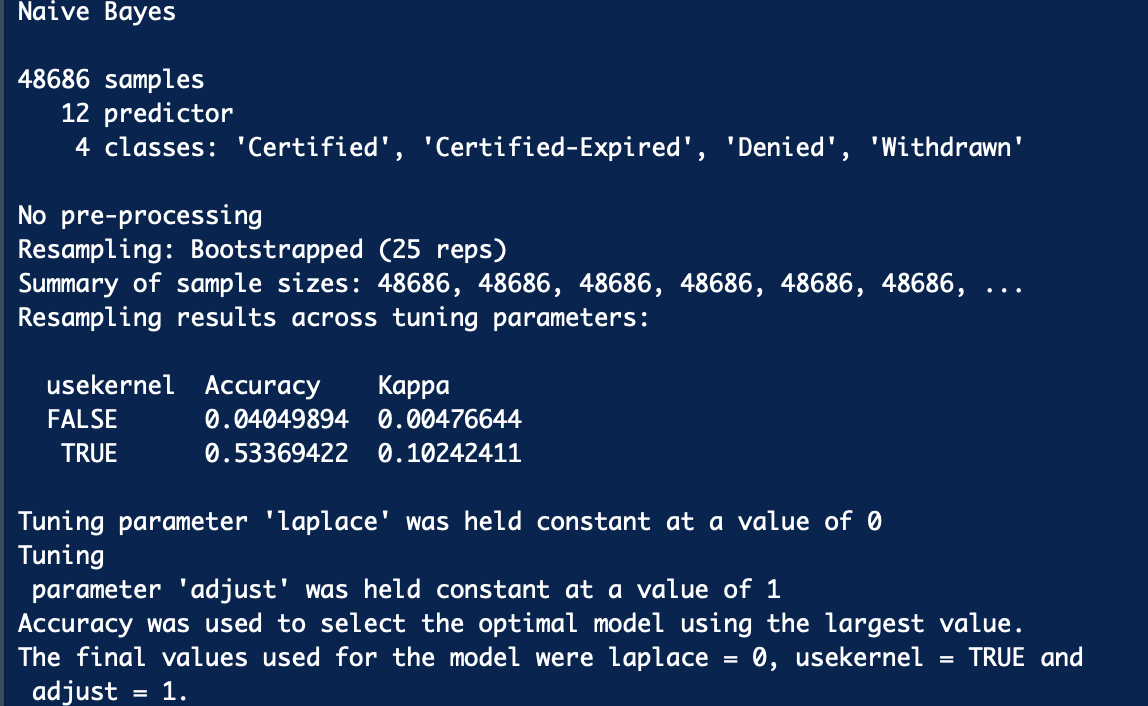 Naive Bayes
48686 samples
12 predictor
4 classes: 'Certified', 'Certified-Expired', 'Denied', 'Withdrawn'
No pre-processing
Resampling: Bootstrapped (25 reps)
Summary of sample sizes: 48686, 48686, 48686, 48686, 48686, 48686, ...
Resampling results across tuning parameters:
usekernel  Accuracy    Kappa
FALSE      0.04049894  0.00476644
TRUE      0.53369422  0.10242411
Tuning parameter 'laplace' was held constant at a value of 0
Tuning
parameter 'adjust' was held constant at a value of 1
Accuracy was used to select the optimal model using the largest value.
The final values used for the model were laplace = 0, usekernel = TRUE and
adjust = 1.